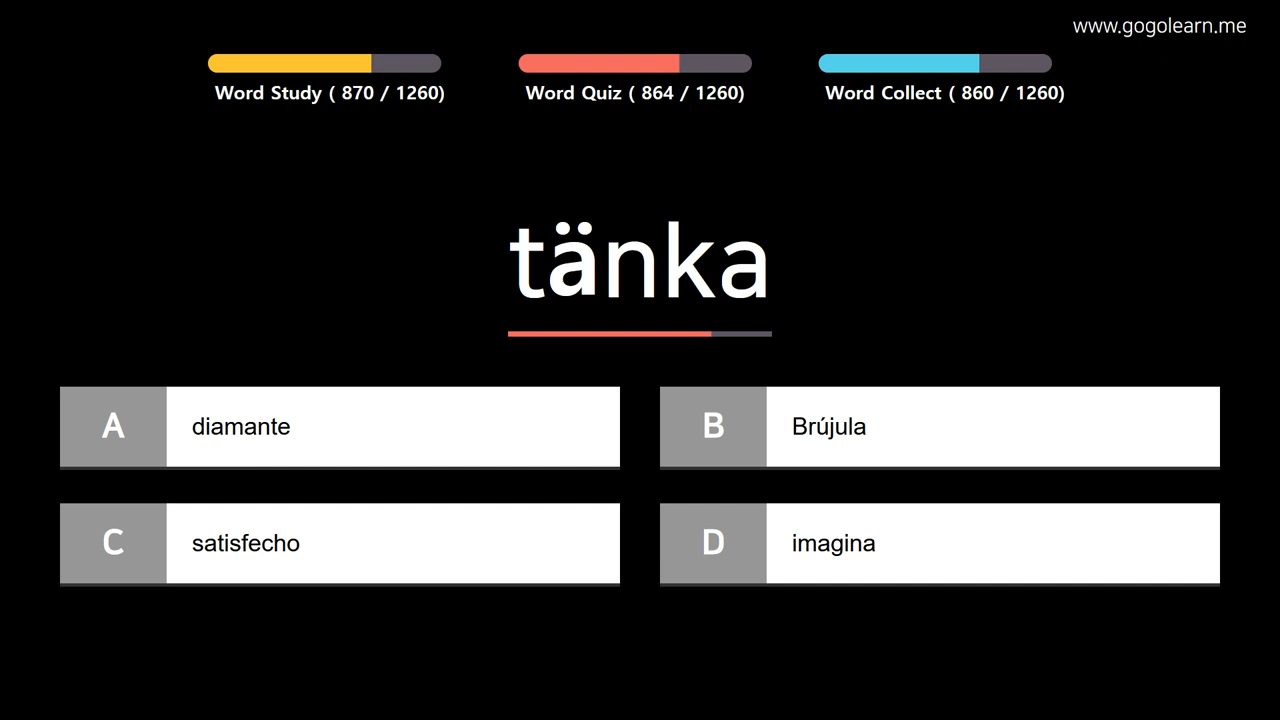 www.gogolearn.me
Word Study ( 870 / 1260)
Word Quiz ( 864 / 1260)
Word Collect ( 860 / 1260)
tänka
A
diamante
B
Brújula
C
satisfecho
D
imagina